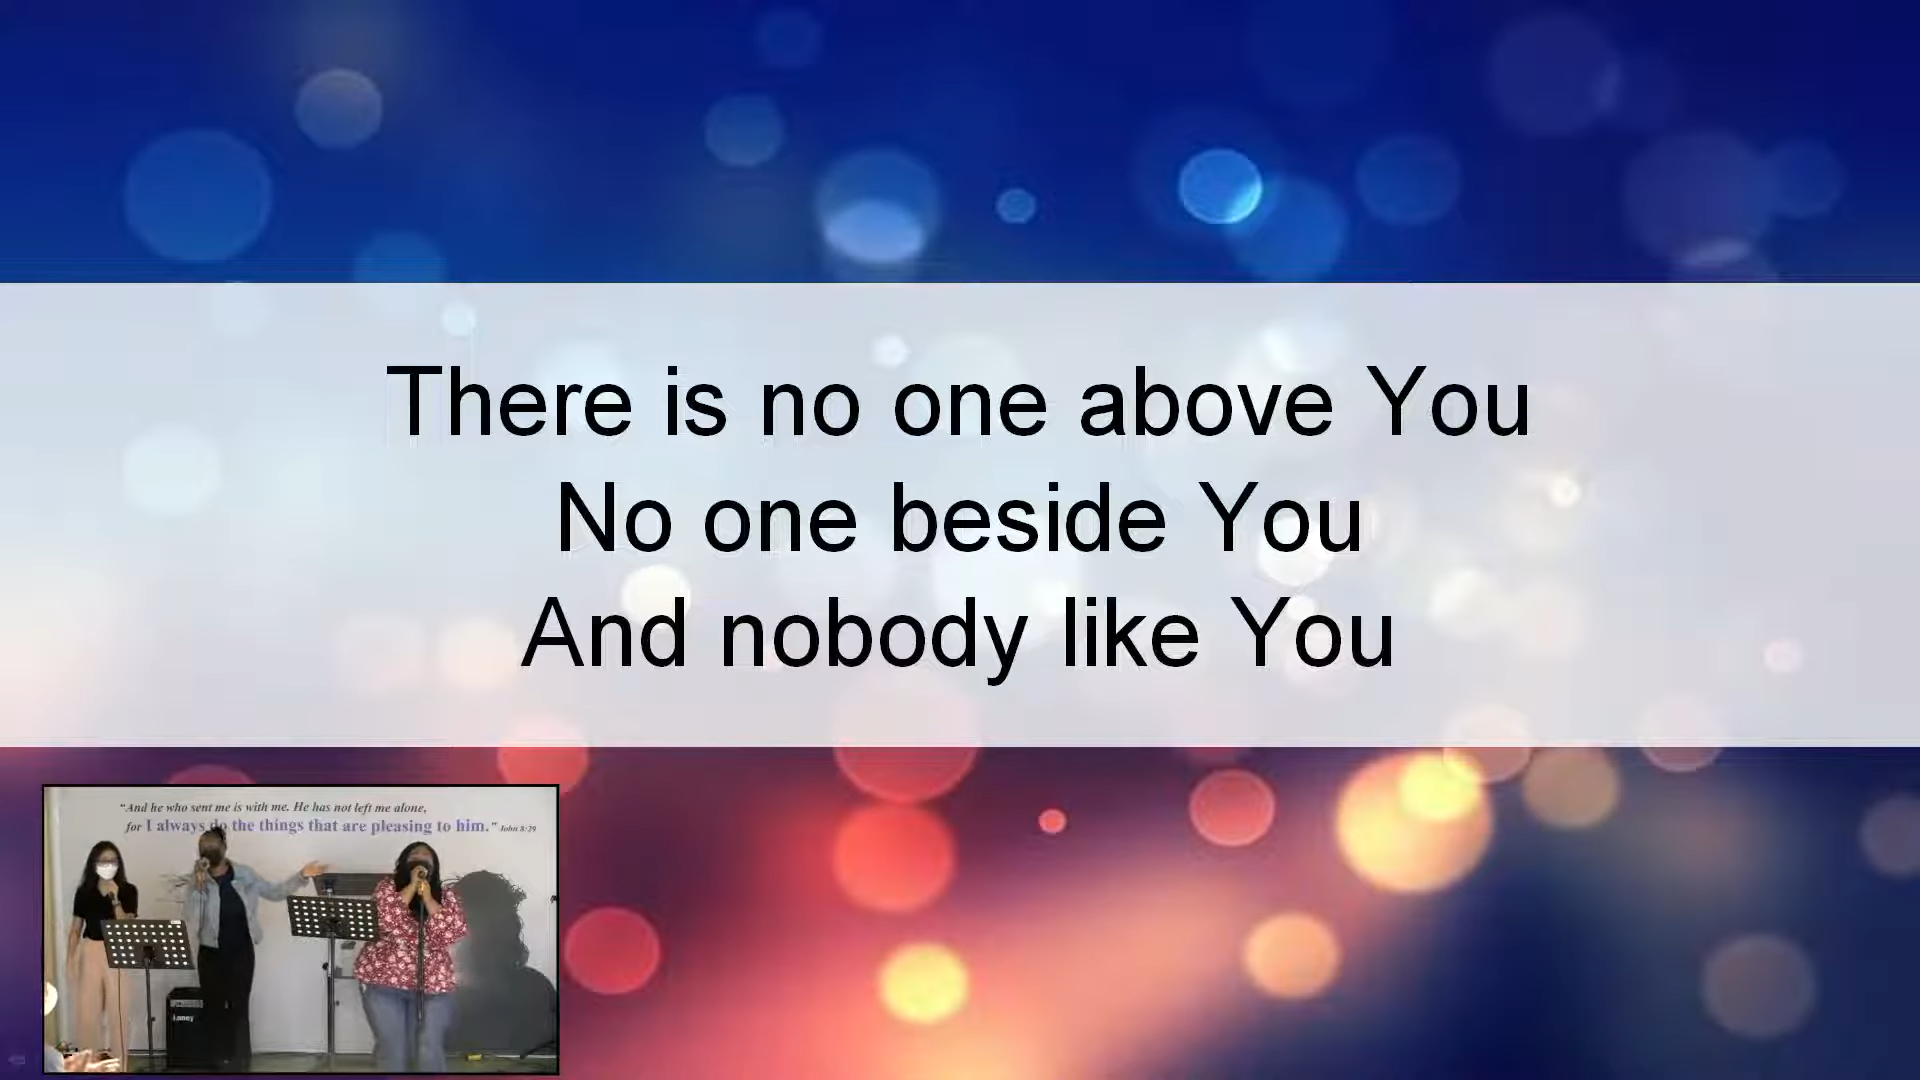 There is no one above You
No one beside You
And nobody like You
“And he who sent me is with me. He has not left me alone,
for I always do the things that are pleasing to him.” John 8:29
Laney